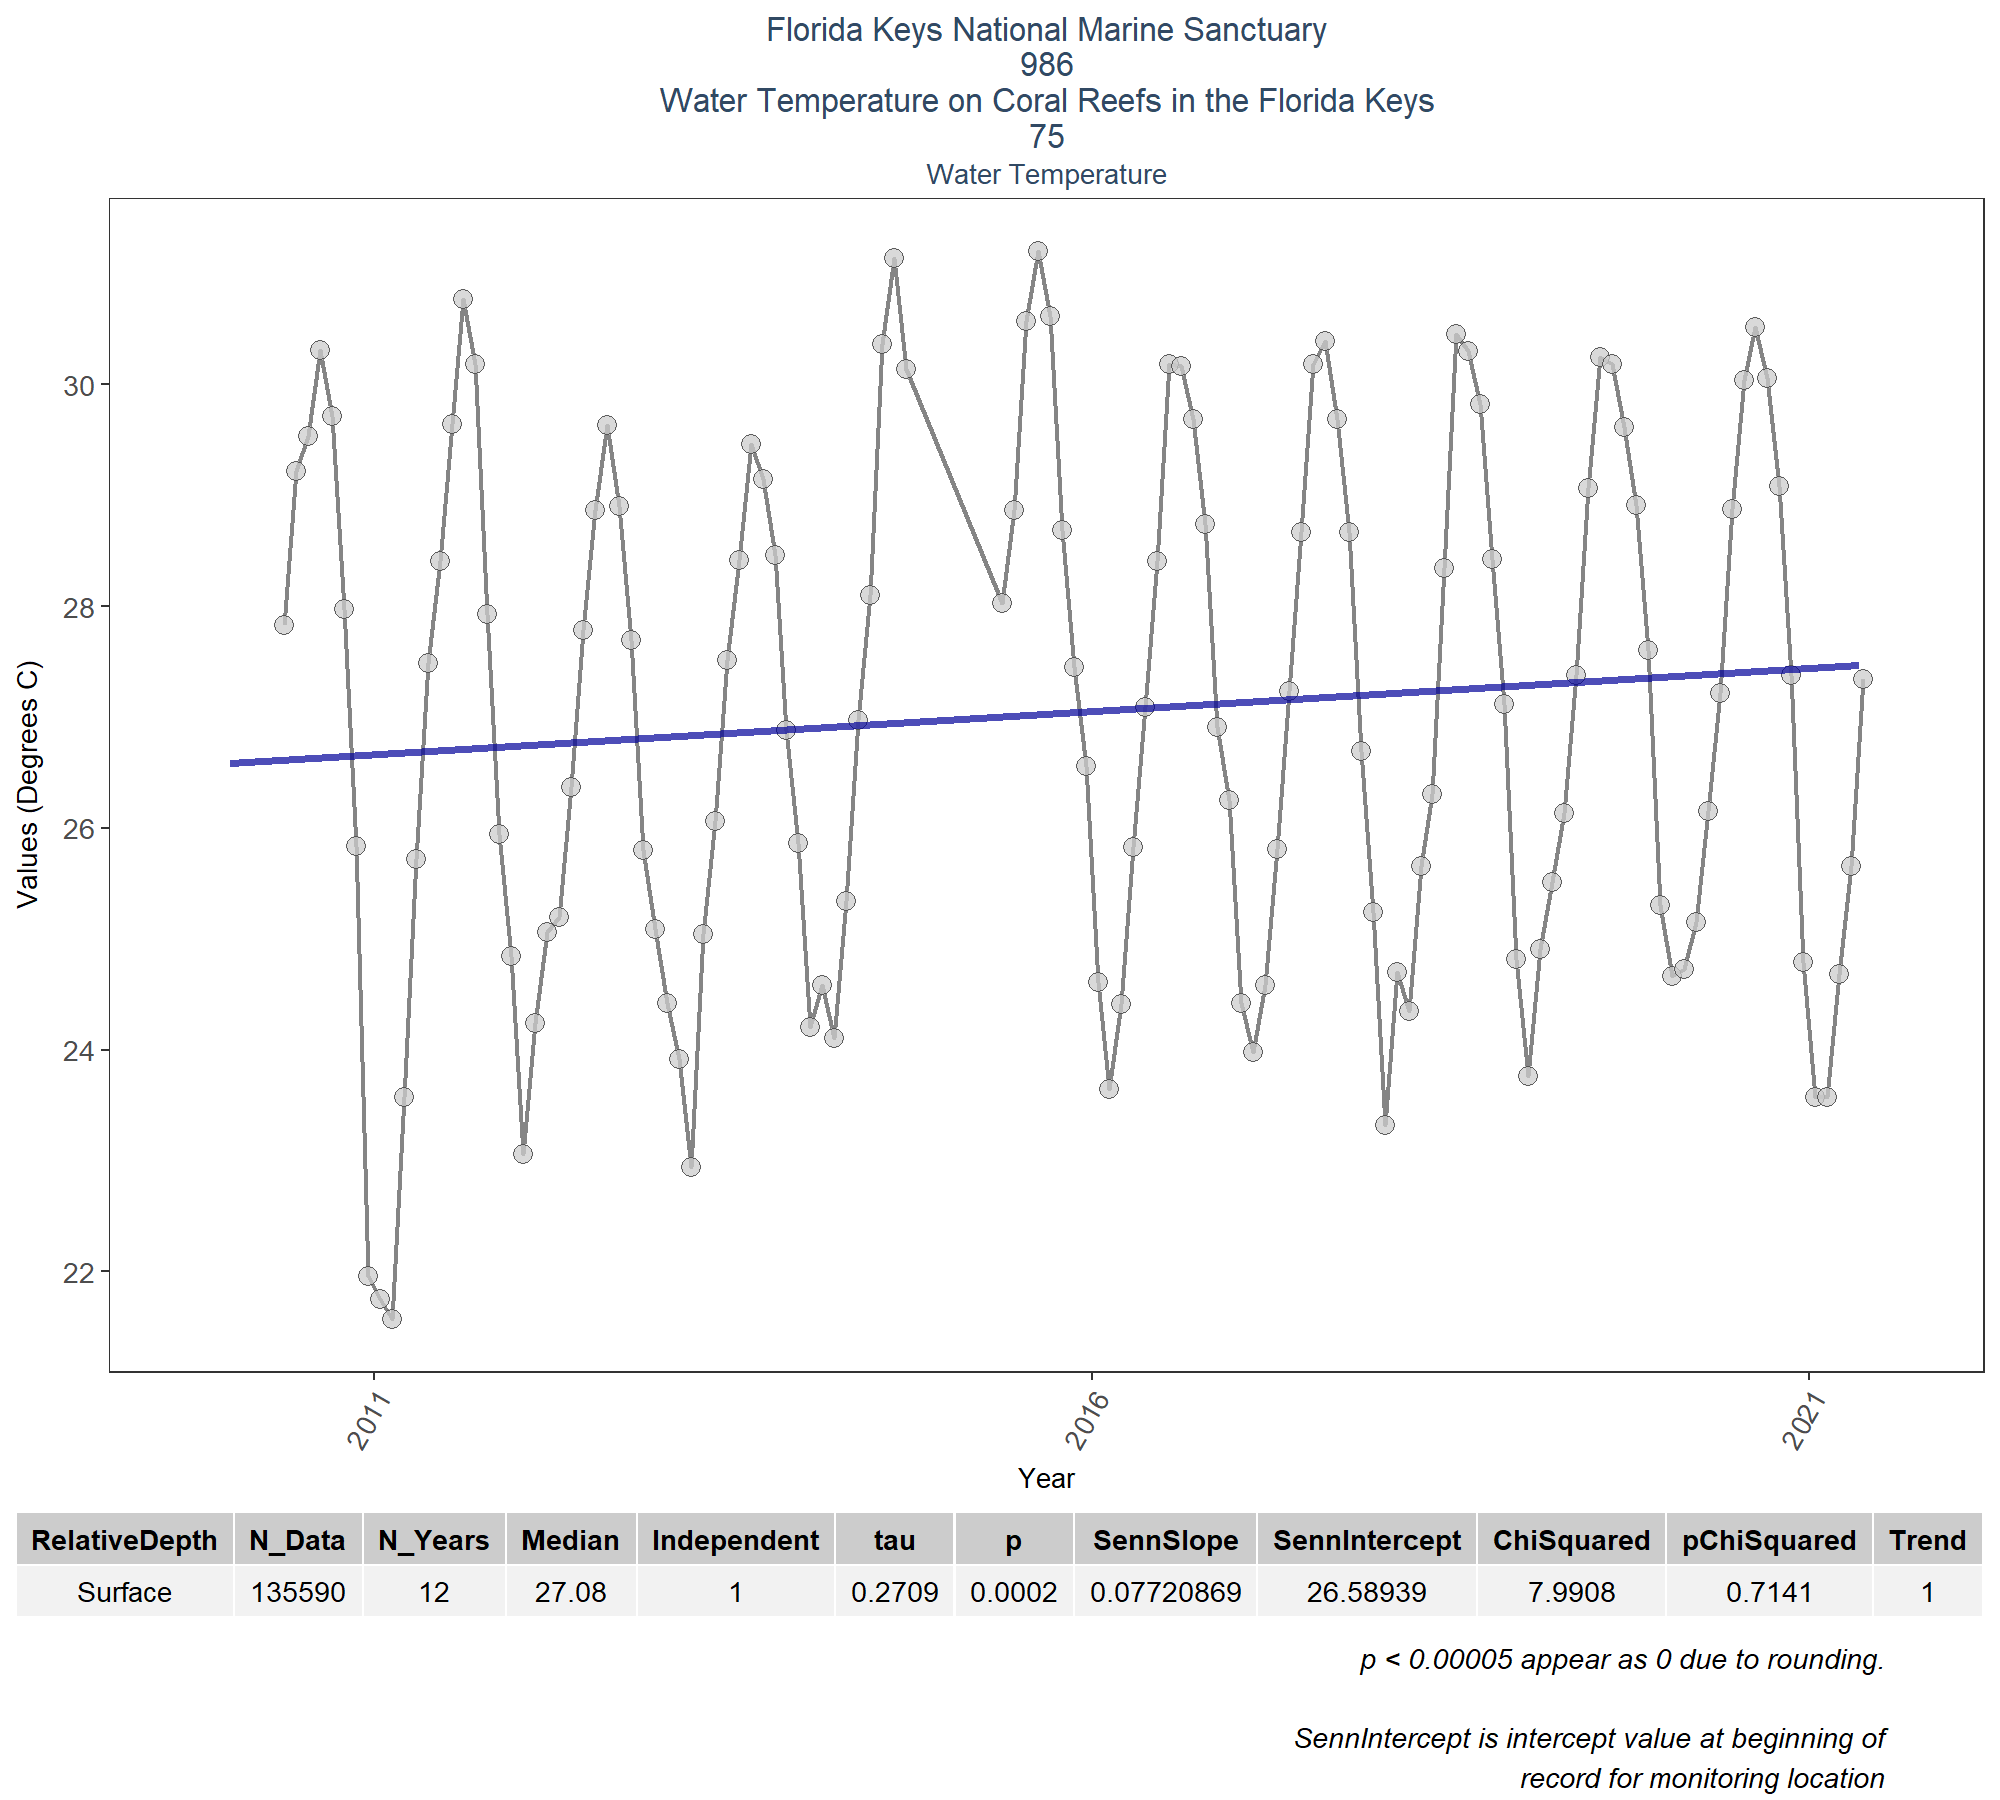 Florida Keys National Marine Sanctuary
986
Water Temperature on Coral Reefs in the Florida Keys
75
Water Temperature
Values (Degrees C)
30
28
26
24
22
2011
2016
2021
Year
RelativeDepth N_Data N_Years Median Independent tau p SennSlope SennIntercept ChiSquared pChiSquared Trend
Surface 135590 12 27.08 1 0.2709 0.0002 0.07720869 26.58939 7.9908 0.7141 1
p < 0.00005 appear as 0 due to rounding.
SennIntercept is intercept value at beginning of
record for monitoring location